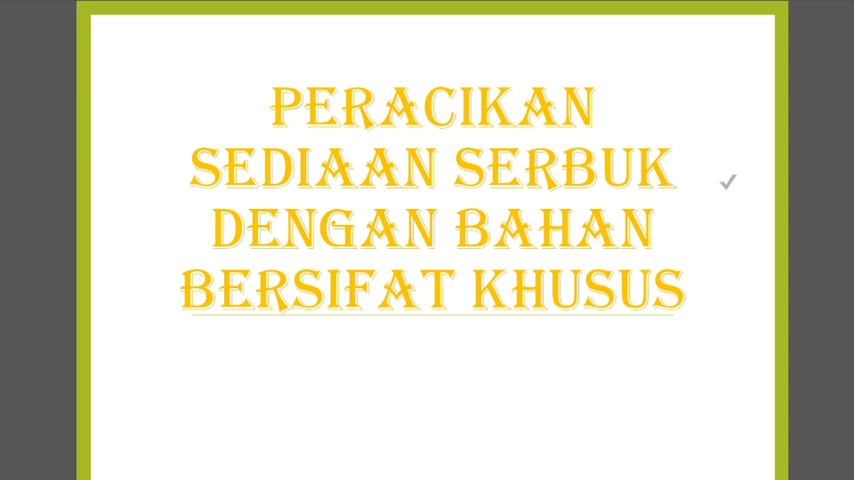 PERACIKAN
SEDIAAN SERBUK
DENGAN BAHAN
BERSIFAT KHUSUS